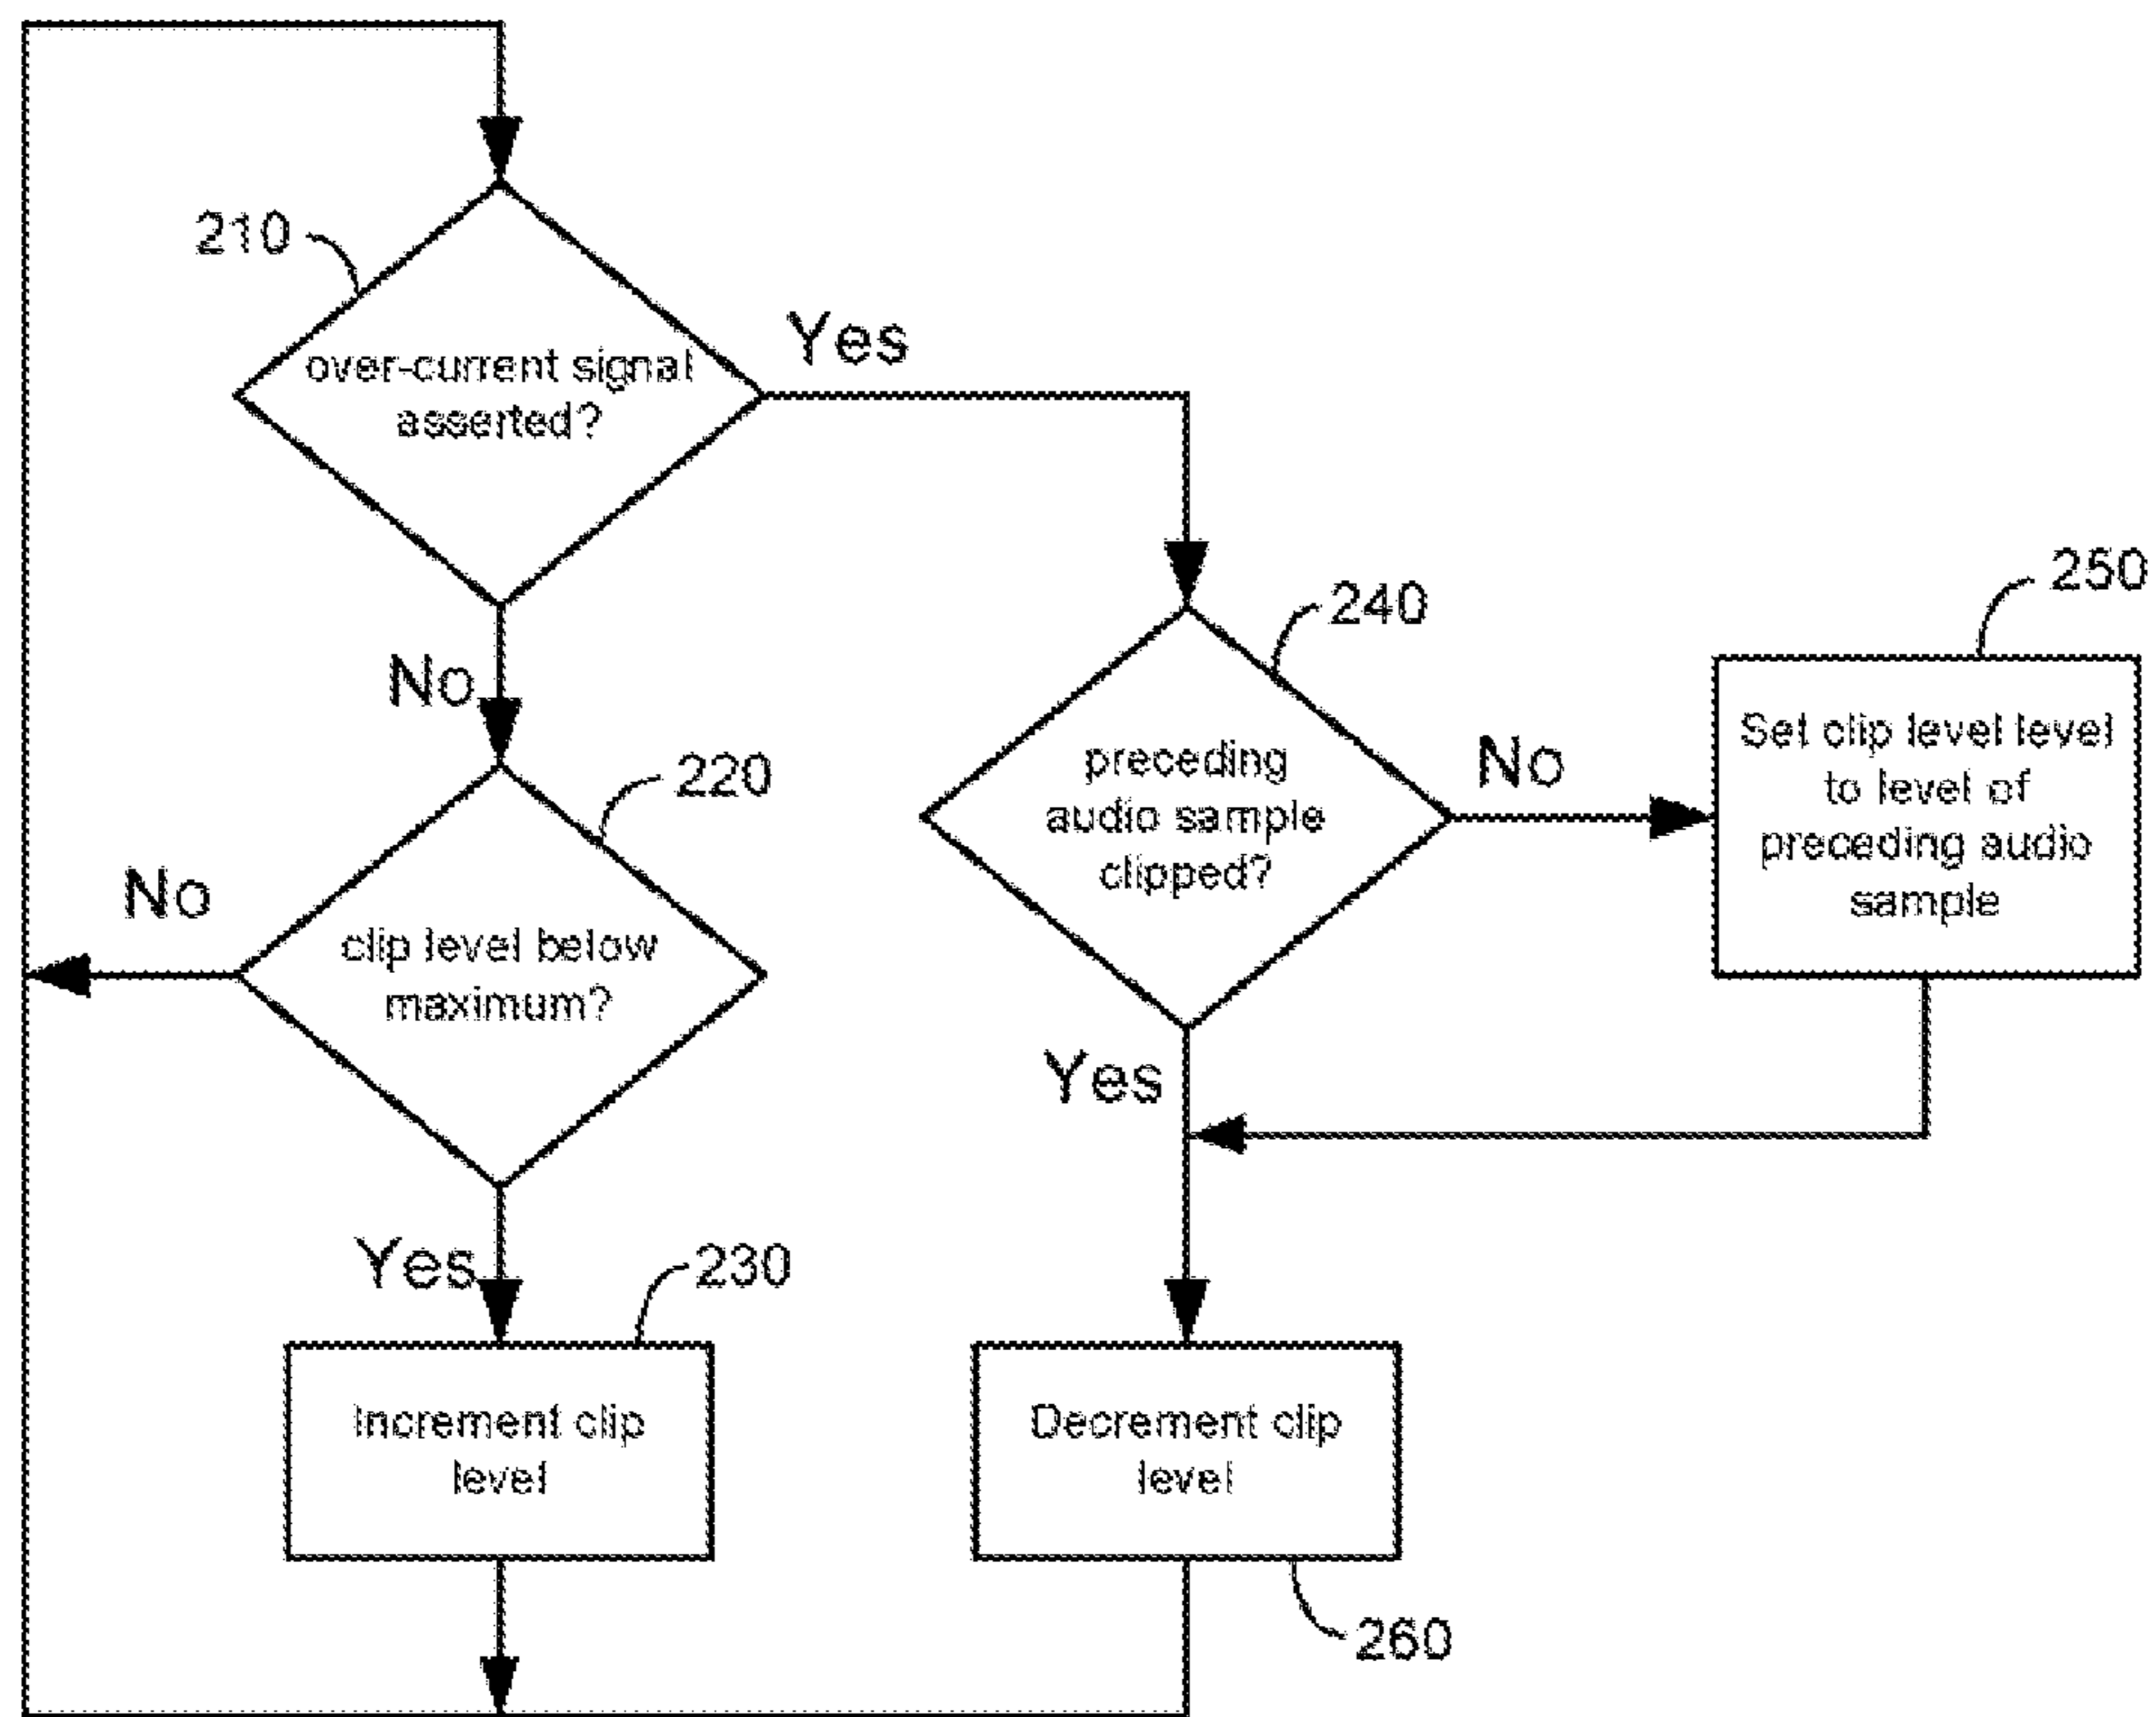 210
over-current signal
asserted?
Yes
No
220
clip level below
maximum?
No
Yes
230
Increment clip
level
240
preceding
audio sample
clipped?
No
Yes
250
Set clip level level
to level of
preceding audio
sample
Decrement clip
level
260